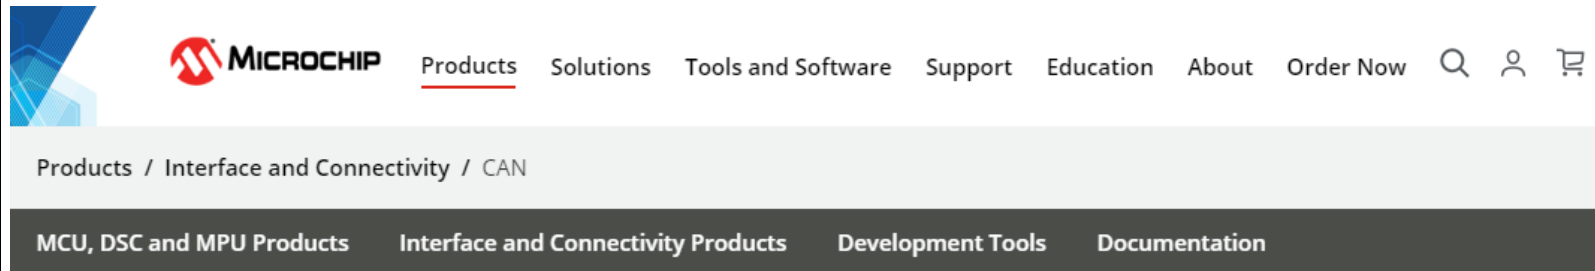 MICROCHIP Products Solutions Tools and Software Support Education About Order Now
Products / Interface and Connectivity / CAN
MCU, DSC and MPU Products Interface and Connectivity Products Development Tools Documentation